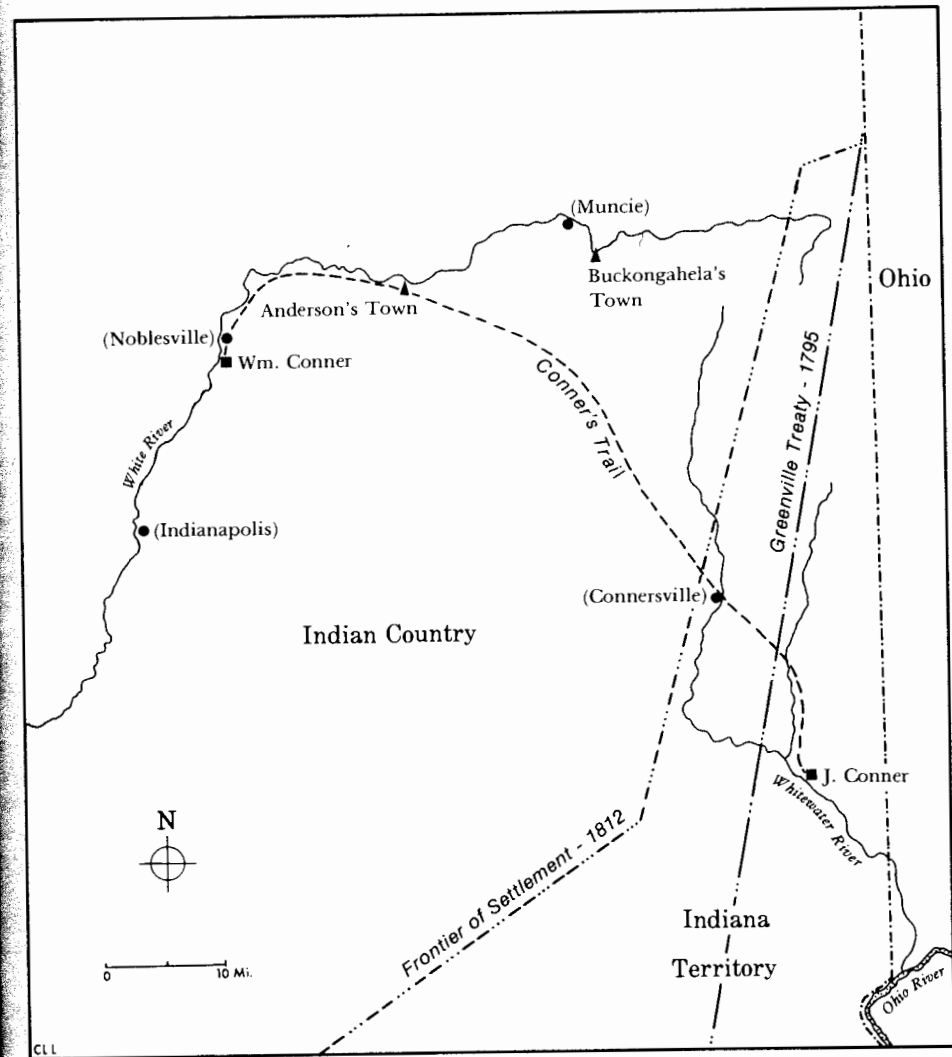 (Muncie)
Buckongahela's
Town
Ohio
Anderson's Town
(Noblesville)
Wm. Conner
Conner's Trail
Greenville Treaty - 1795
White River
(Indianapolis)
(Connersville)
Indian Country
J. Conner
Whitewater River
N
Frontier of Settlement - 1812
Indiana
Territory
0 10 Mi.
Ohio River
CLL